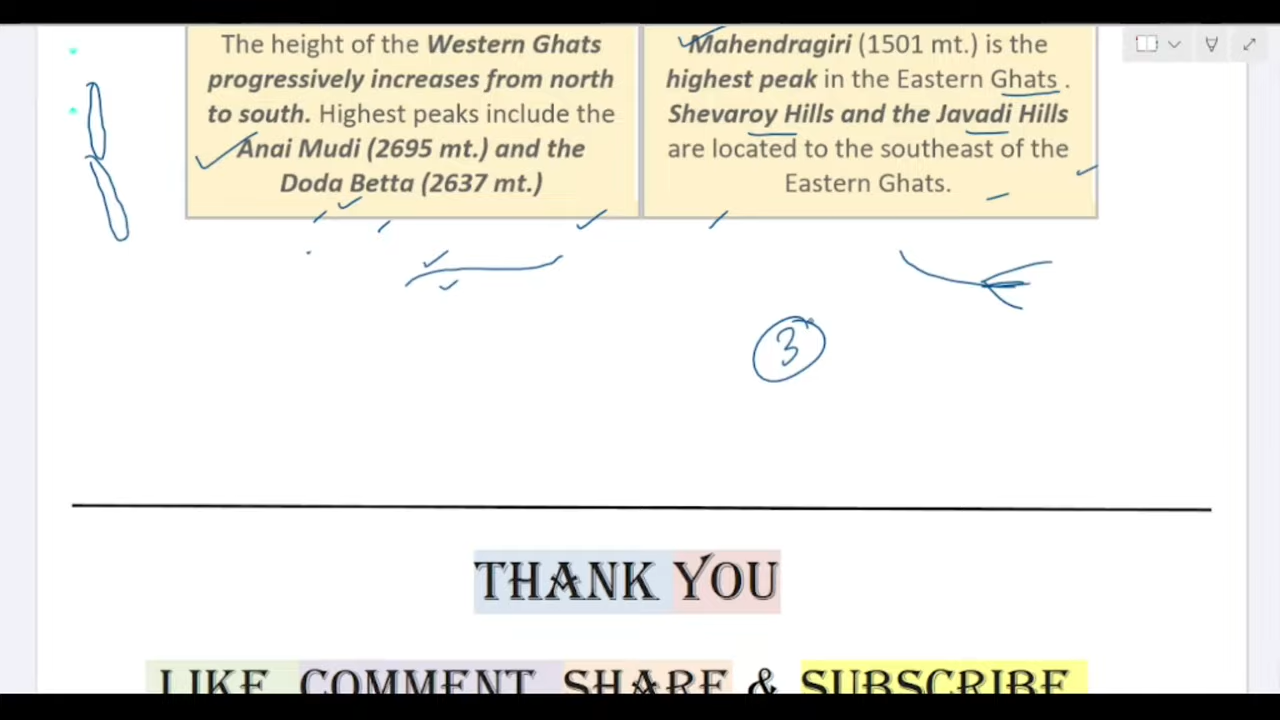 The height of the Western Ghats
progressively increases from north
to south. Highest peaks include the
Anai Mudi (2695 mt.) and the
Doda Betta (2637 mt.)
Mahendragiri (1501 mt.) is the
highest peak in the Eastern Ghats .
Shevaroy Hills and the Javadi Hills
are located to the southeast of the
Eastern Ghats.
3
THANK YOU
LIKE COMMENT SHARE & SUBSCRIBE